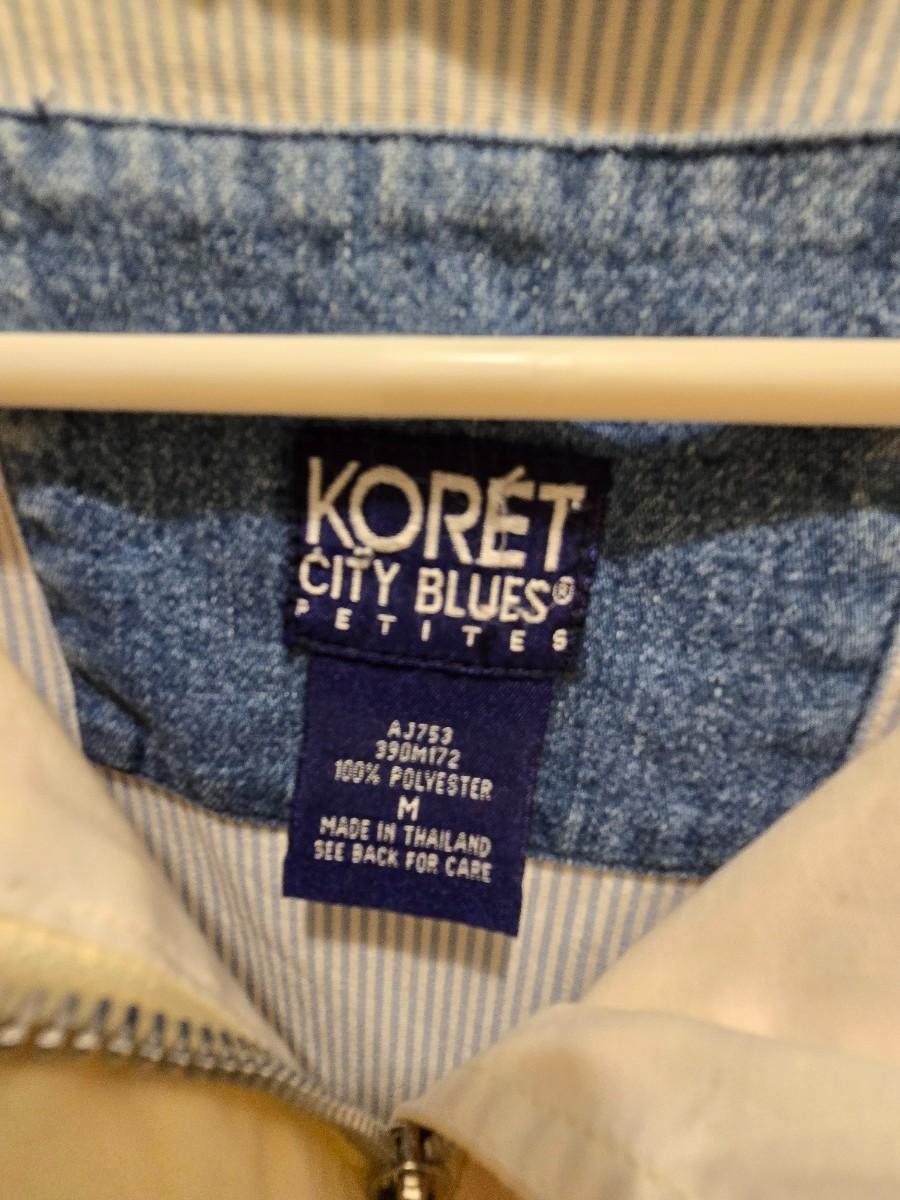 KORÉT
CITY BLUES®
PETITES
AJ753
390M172
100% POLYESTER
M
MADE IN THAILAND
SEE BACK FOR CARE